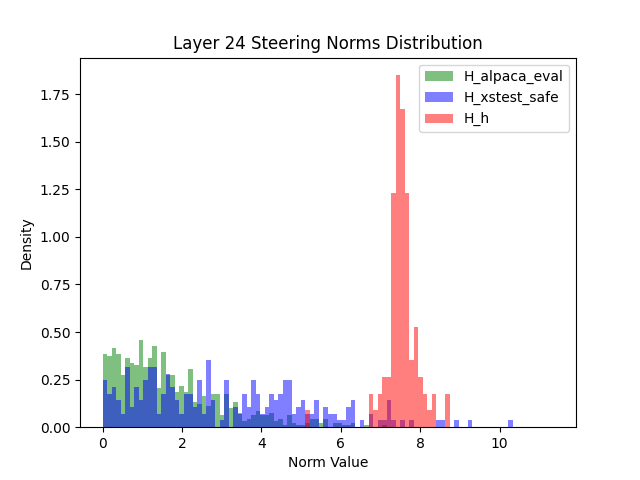 Layer 24 Steering Norms Distribution
H_alpaca_eval
H_xstest_safe
H_h
Density
1.75
1.50
1.25
1.00
0.75
0.50
0.25
0.00
0 2 4 6 8 10
Norm Value